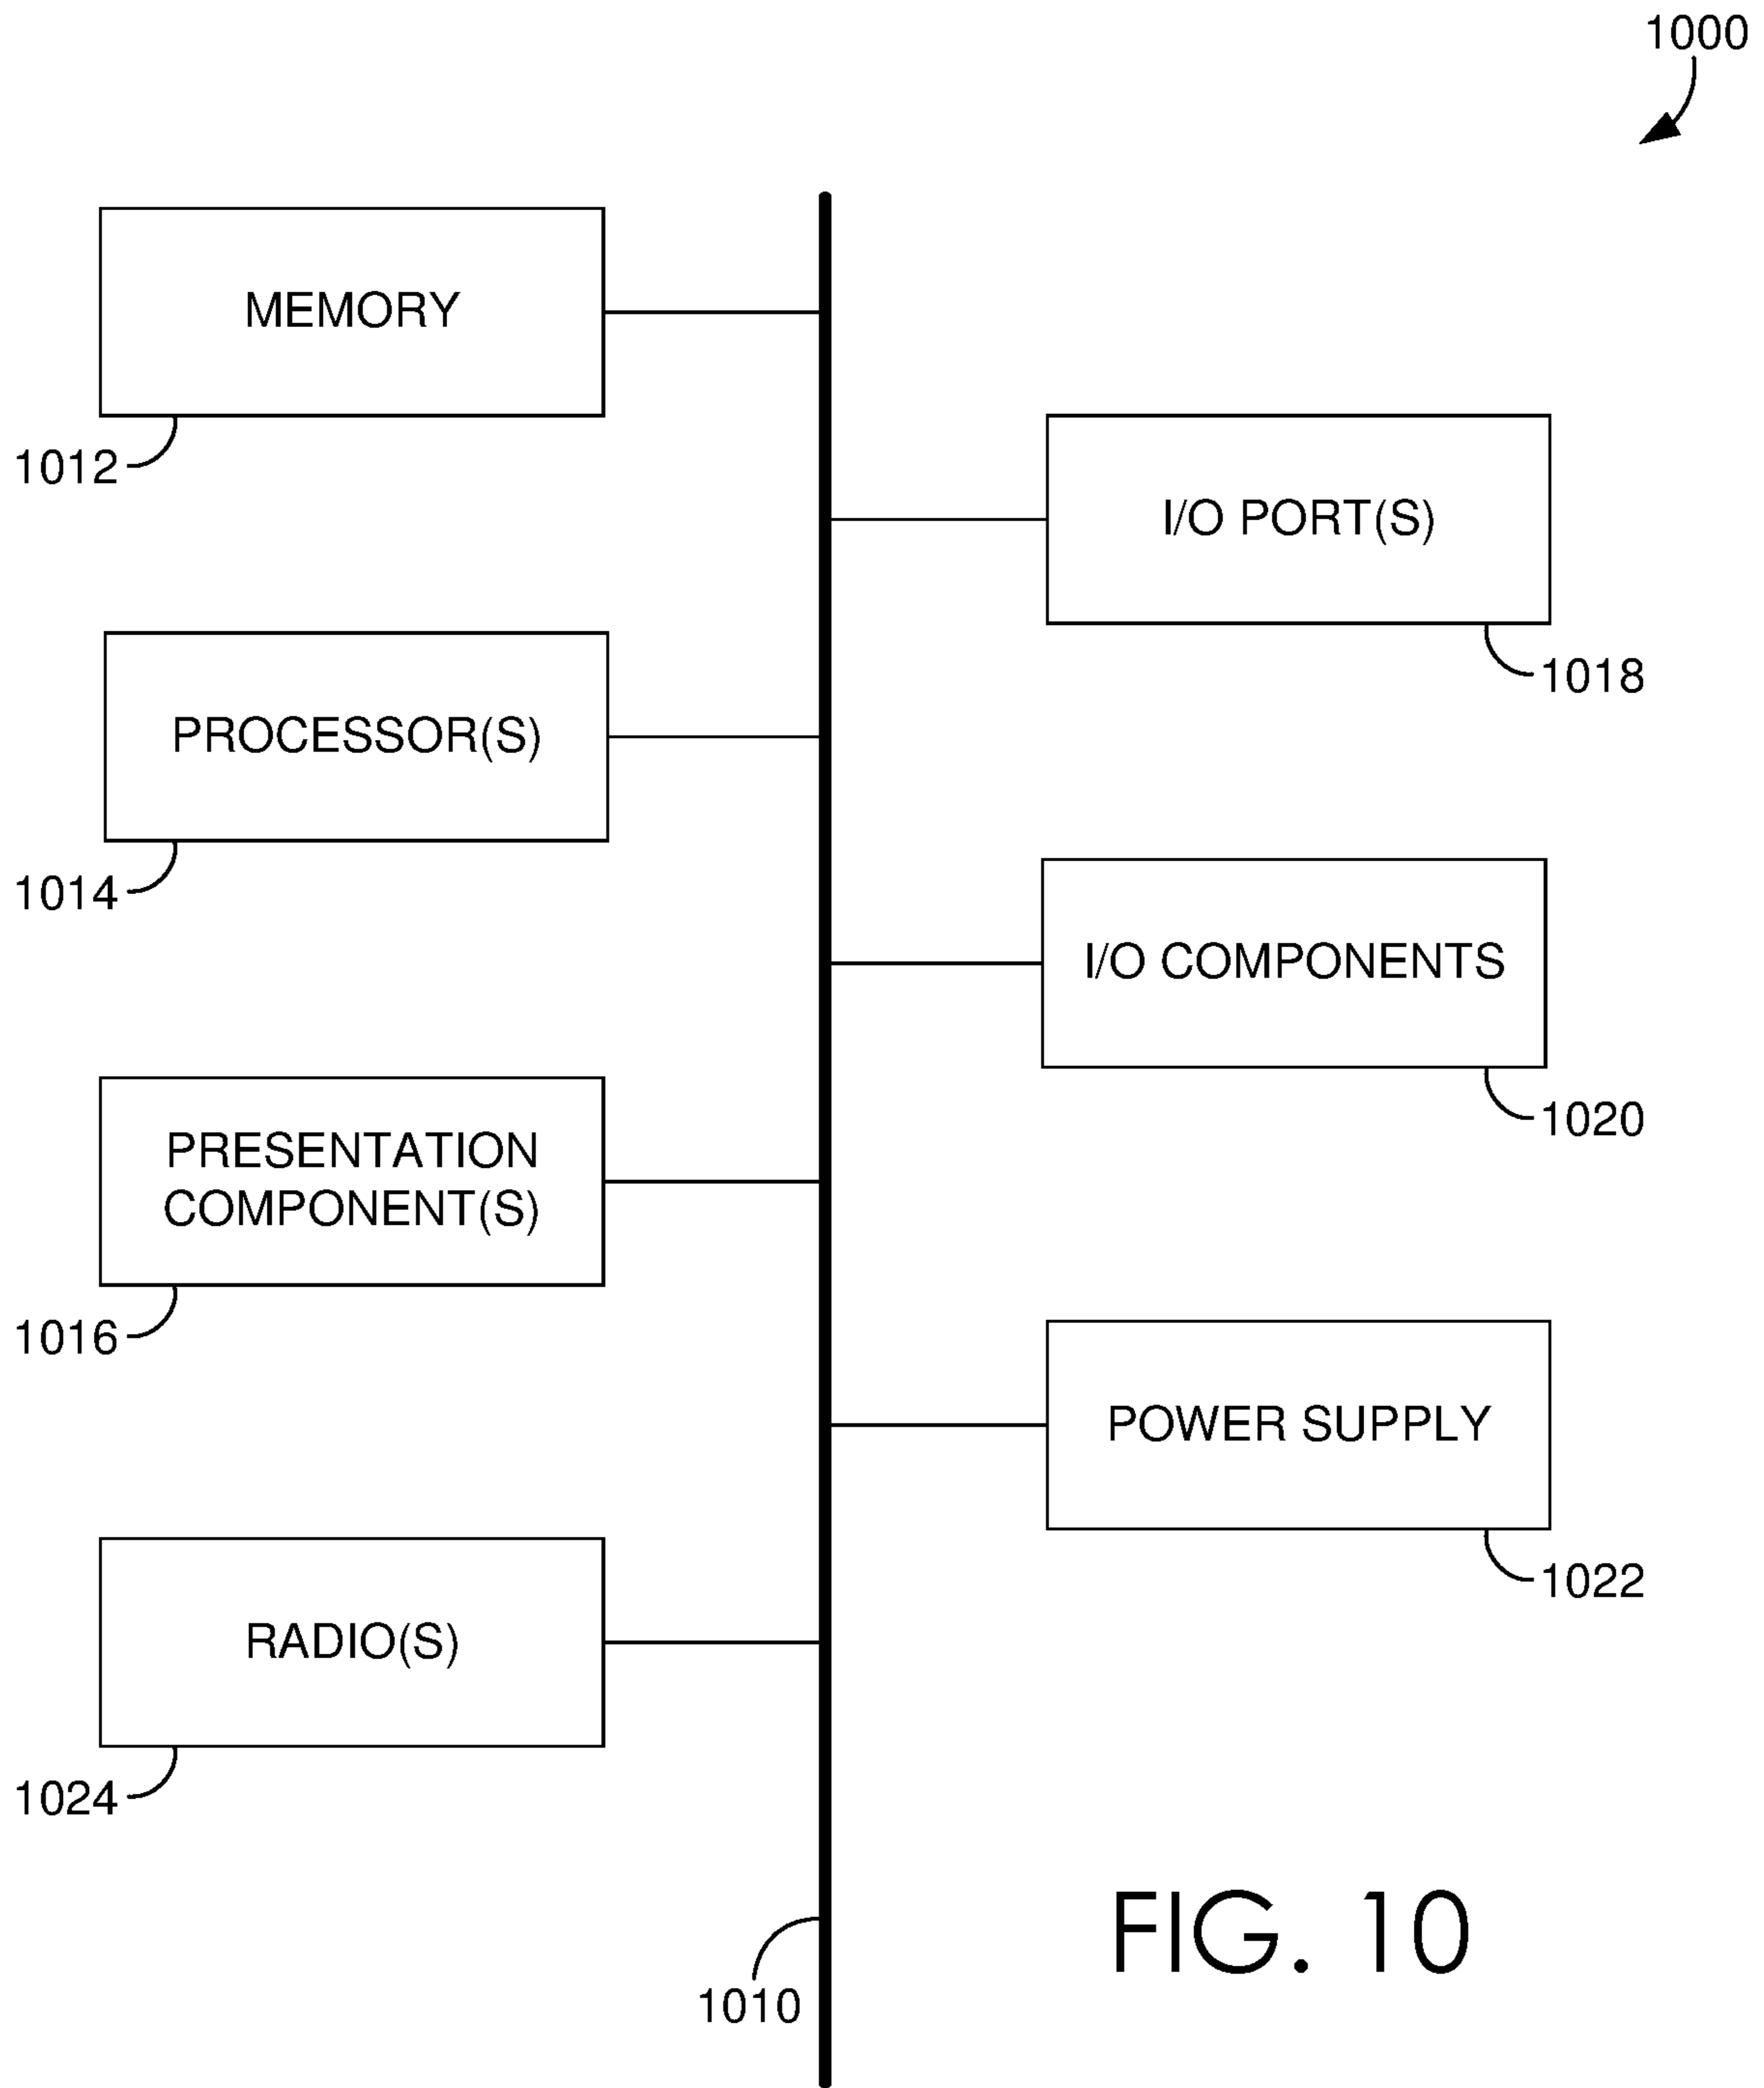 1000
MEMORY
1012
I/O PORT(S)
1018
PROCESSOR(S)
1014
I/O COMPONENTS
1020
PRESENTATION
COMPONENT(S)
1016
POWER SUPPLY
1022
RADIO(S)
1024
1010
FIG. 10